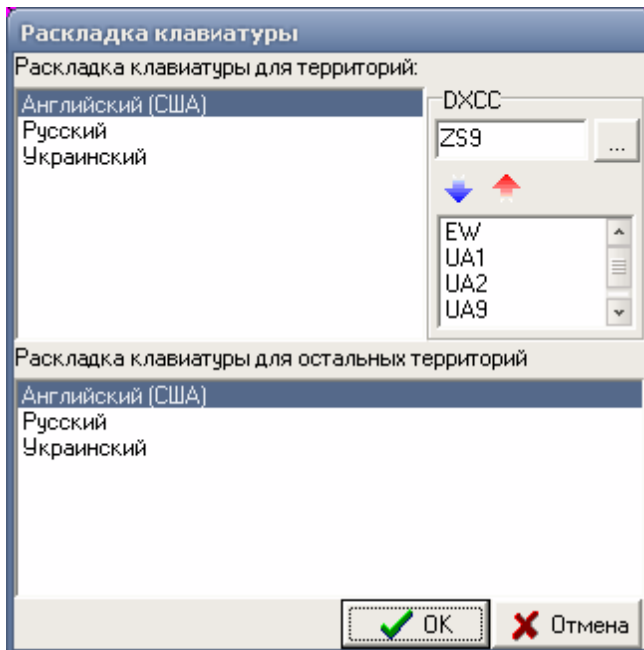 Раскладка клавиатуры
Раскладка клавиатуры для территорий:
Английский (США)
Русский
Украинский
DXCC
ZS9
...
EW
UA1
UA2
UA9
Раскладка клавиатуры для остальных территорий
Английский (США)
Русский
Украинский
OK
Отмена